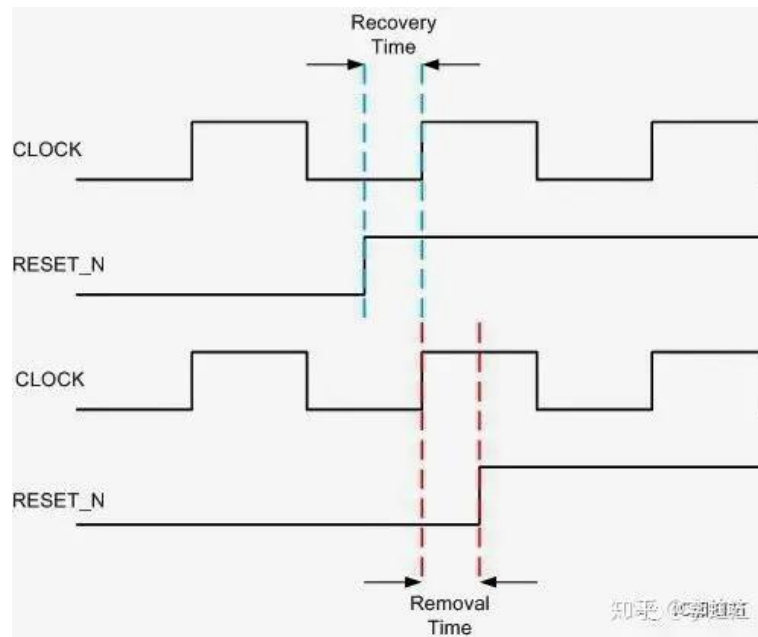 Recovery
Time
CLOCK
RESET_N
CLOCK
RESET_N
Removal
Time
知乎